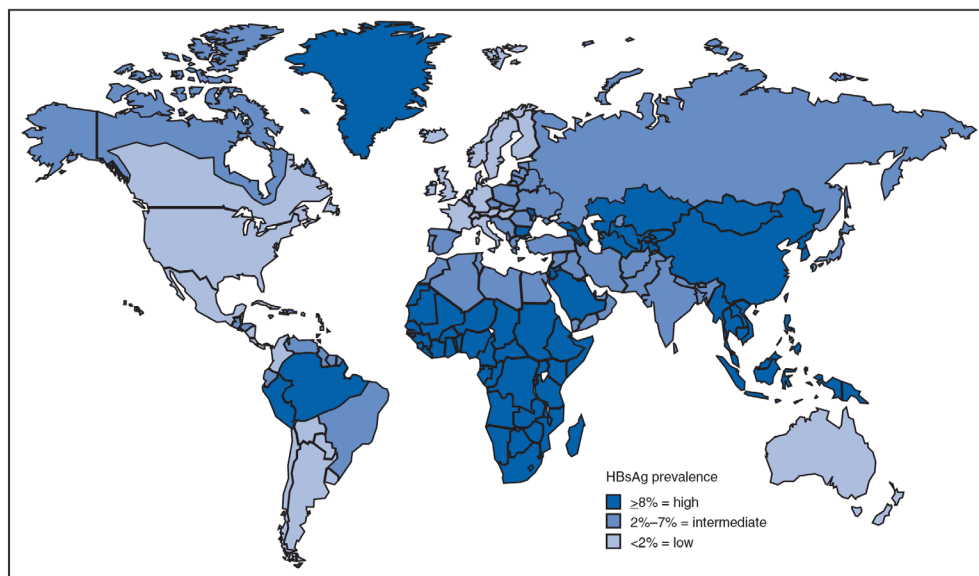 HBsAg prevalence
≥8% = high
2%–7% = intermediate
<2% = low